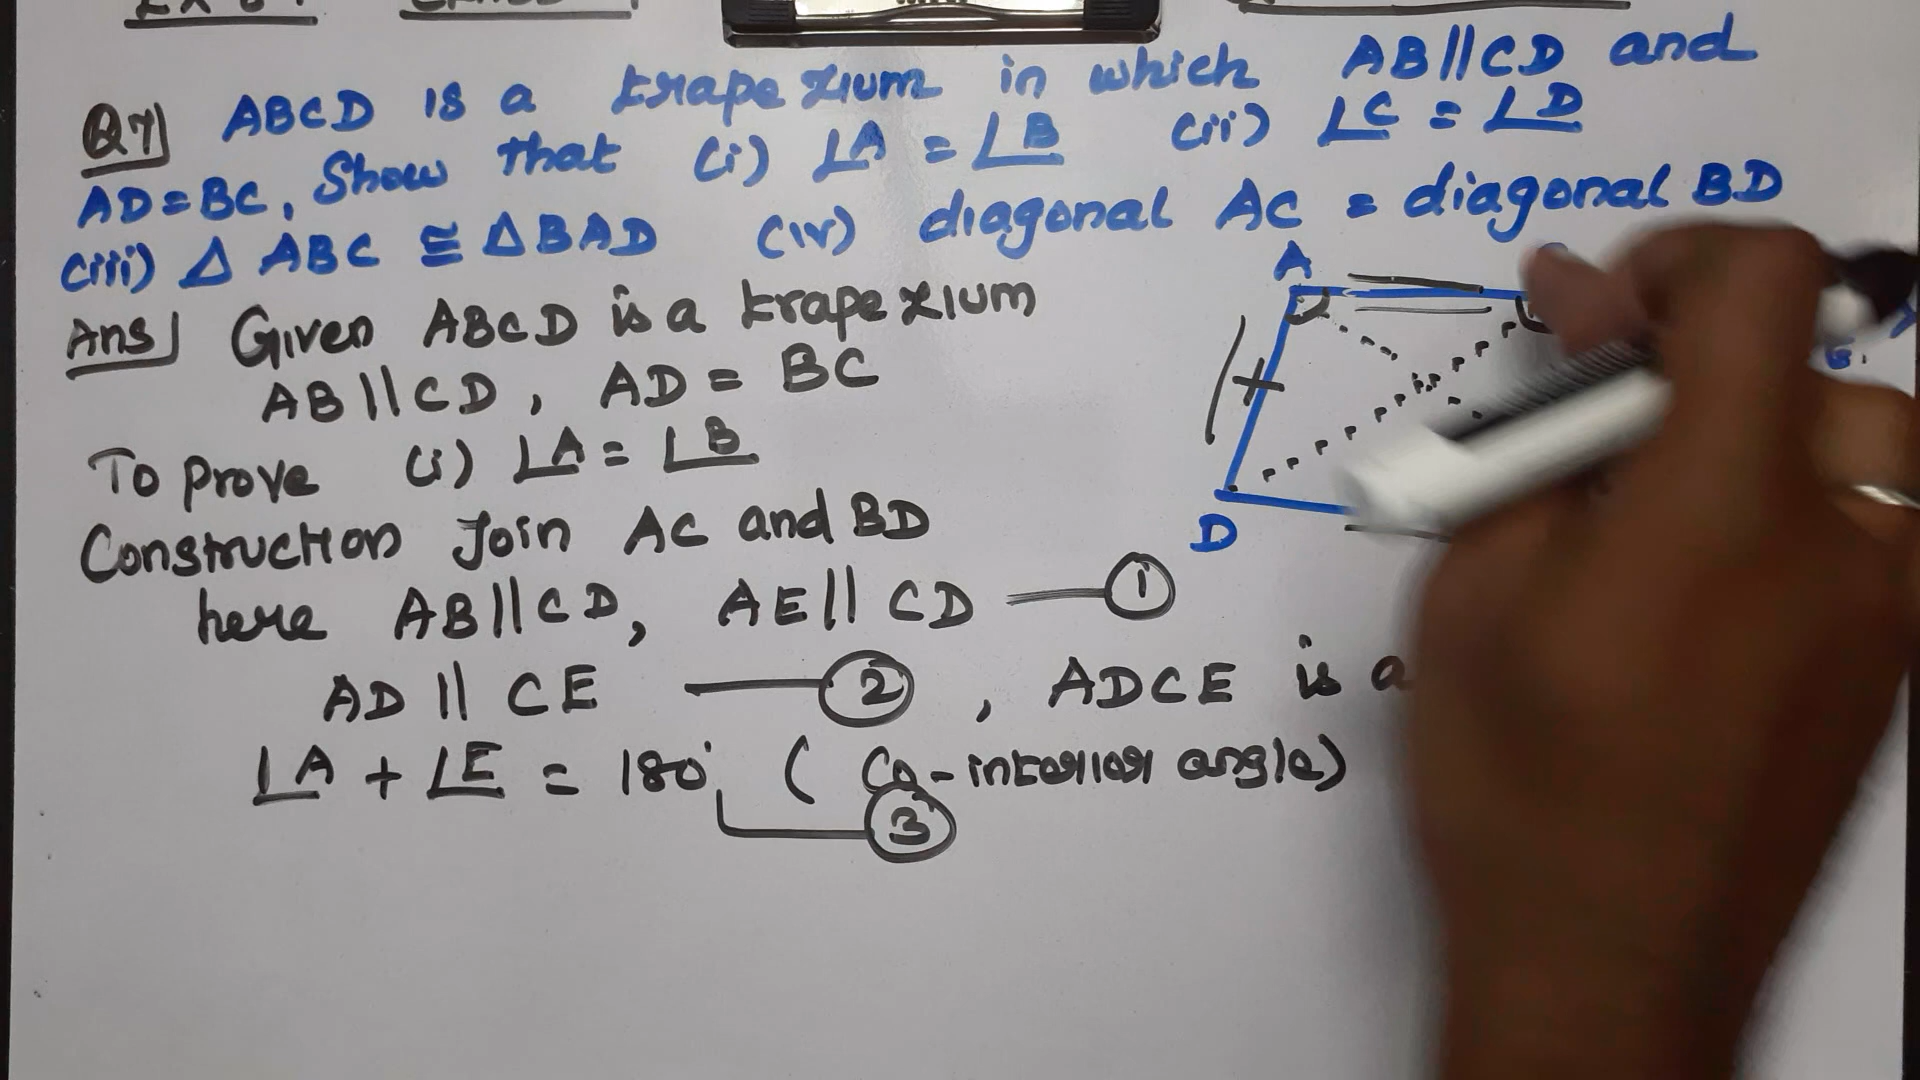 Q7) ABCD is a trapezium in which AB||CD and
AD=BC, Show that (i) ∠A = ∠B (ii) ∠C = ∠D
(iii) △ ABC ≅ △BAD (iv) diagonal AC = diagonal BD
Ans) Given ABCD is a trapezium
AB||CD, AD = BC
To prove (i) ∠A = ∠B
Construction Join AC and BD
here AB||CD, AE|| CD —①
AD || CE —②, ADCE is a
∠A + ∠E = 180° (Co-interior angle)
③
A
D